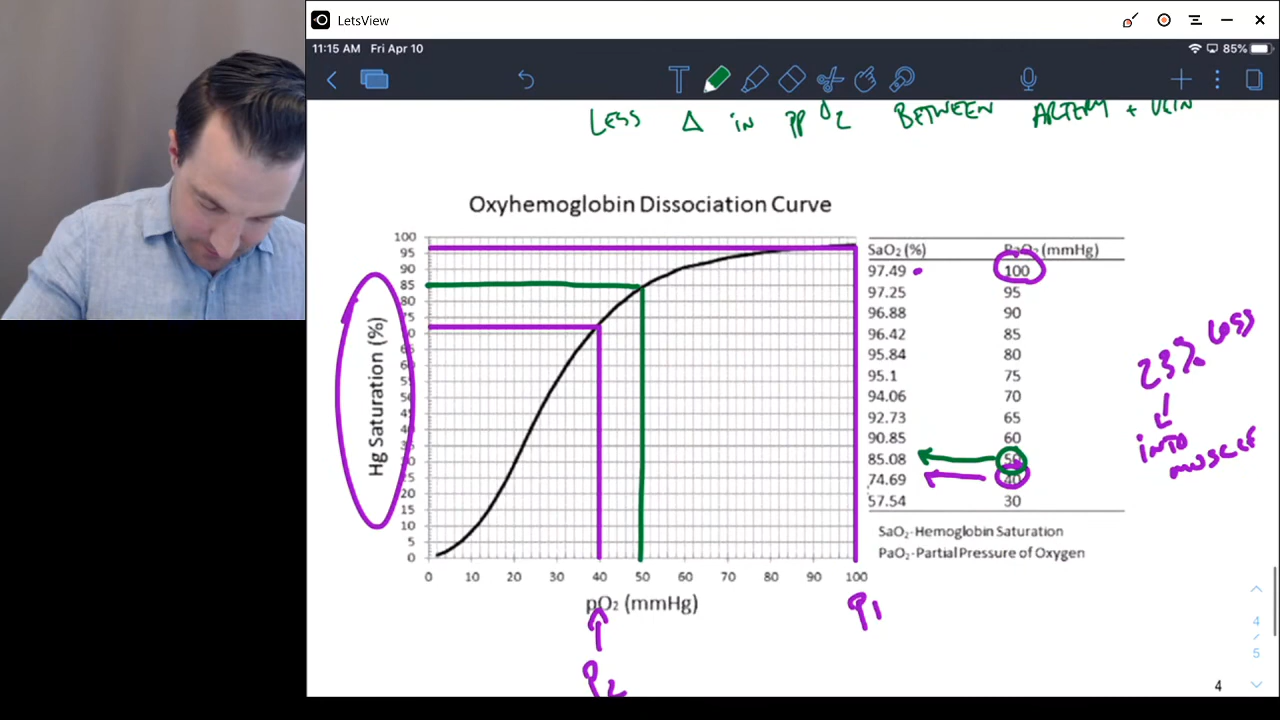 LetsView
11:15 AM Fri Apr 10
85%
LESS Δ in pp O2 BETWEEN ARTERY + VEIN
Oxyhemoglobin Dissociation Curve
100
95
90
85
80
75
70
65
60
55
50
45
40
35
30
25
20
15
10
5
0
Hg Saturation (%)
0 10 20 30 40 50 60 70 80 90 100
pO₂ (mmHg)
P1
P2
SaO₂ (%) PaO₂ (mmHg)
97.49 100
97.25 95
96.88 90
96.42 85
95.84 80
95.1 75
94.06 70
92.73 65
90.85 60
85.08 50
74.69 40
57.54 30
SaO₂-Hemoglobin Saturation
PaO₂-Partial Pressure of Oxygen
23% LOSS
INTO
MUSCLE
4
/
5
4